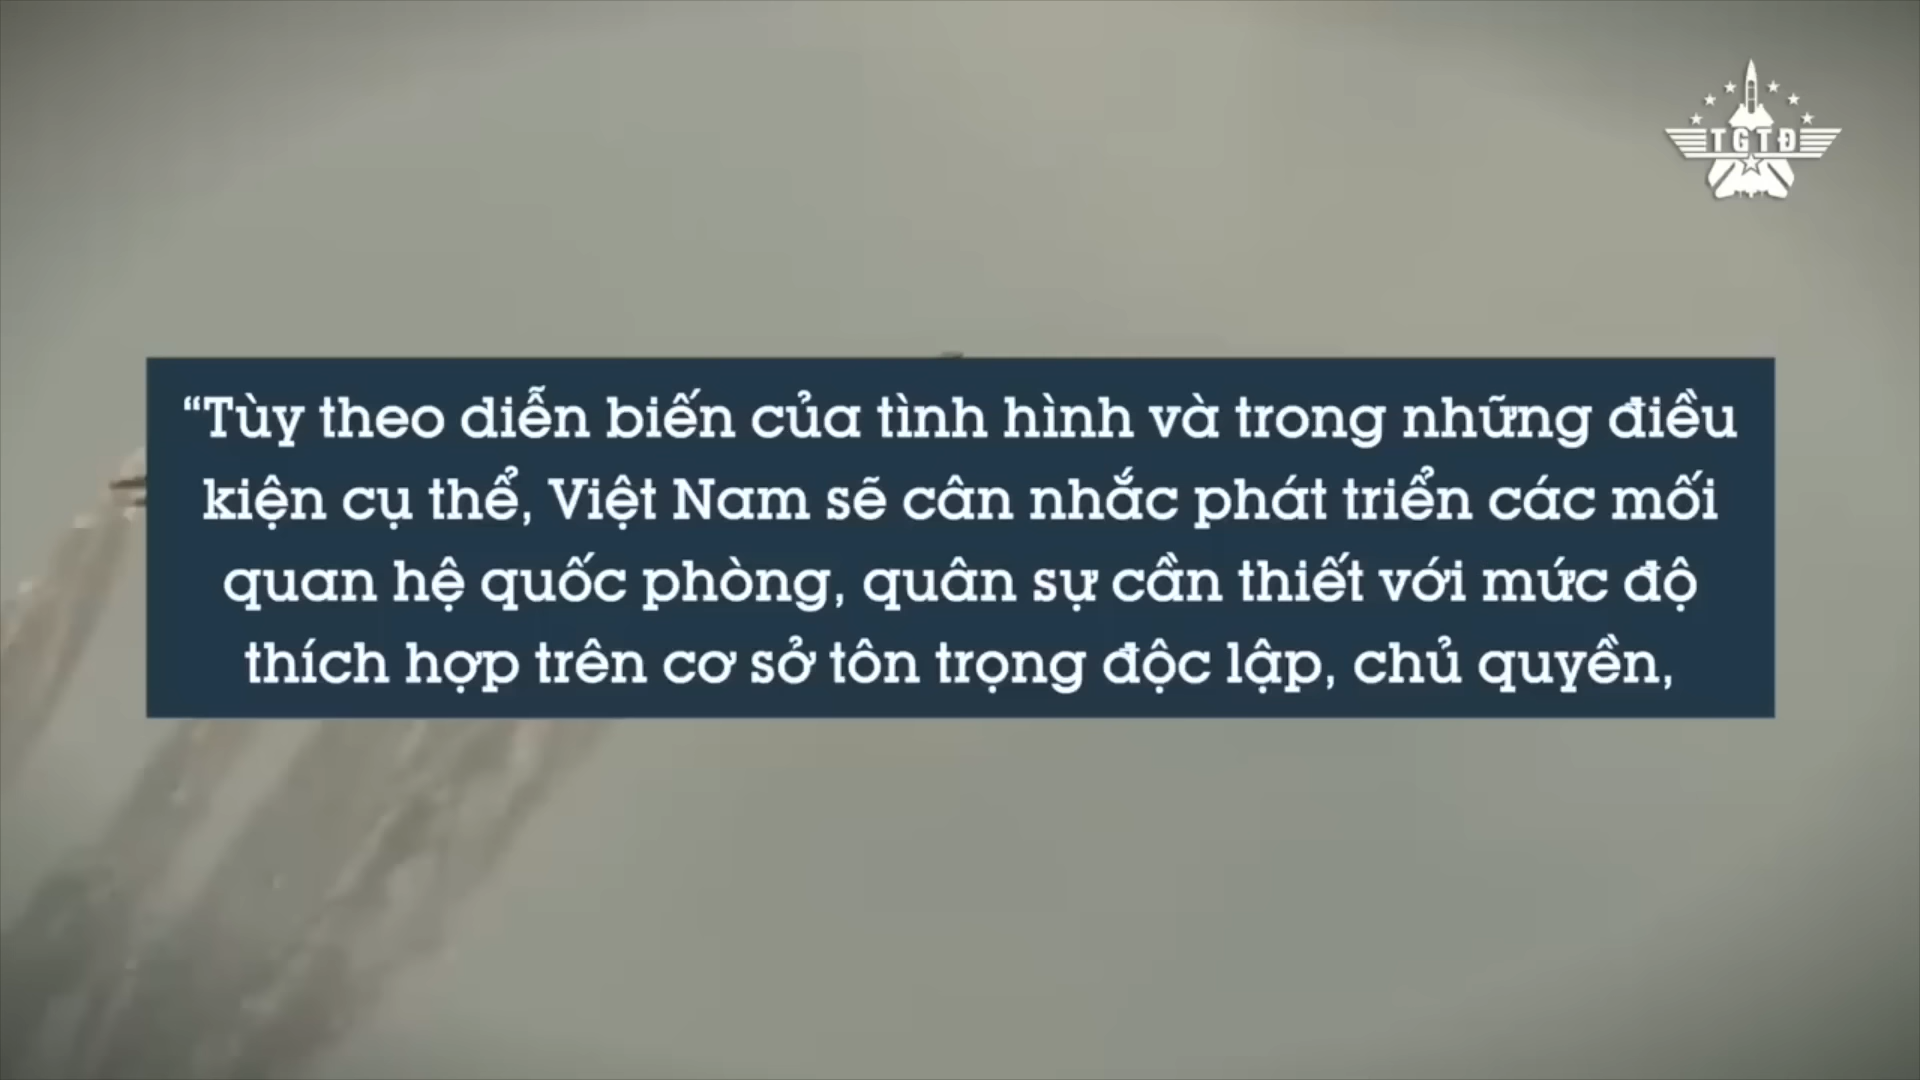 TGTĐ
“Tùy theo diễn biến của tình hình và trong những điều
kiện cụ thể, Việt Nam sẽ cân nhắc phát triển các mối
quan hệ quốc phòng, quân sự cần thiết với mức độ
thích hợp trên cơ sở tôn trọng độc lập, chủ quyền,